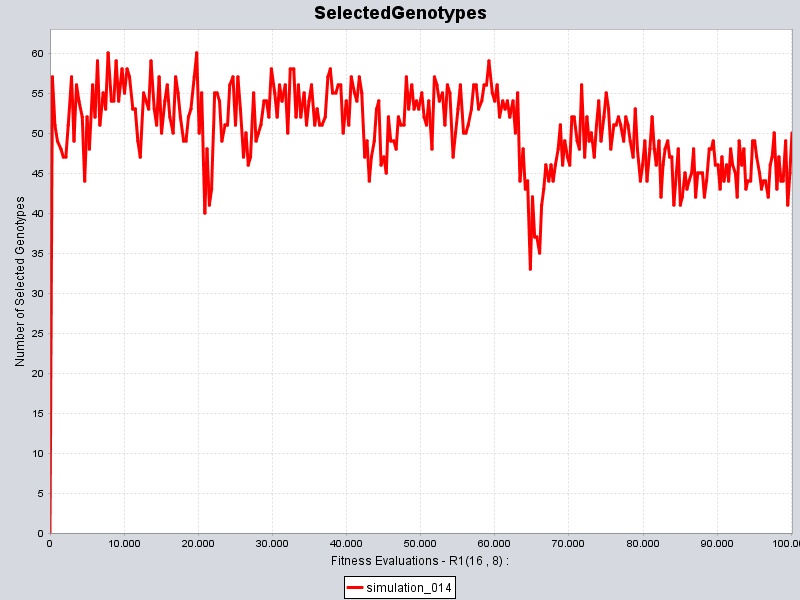 SelectedGenotypes
Number of Selected Genotypes
60
55
50
45
40
35
30
25
20
15
10
5
0
0 10.000 20.000 30.000 40.000 50.000 60.000 70.000 80.000 90.000 100.00
Fitness Evaluations - R1(16 , 8) :
simulation_014